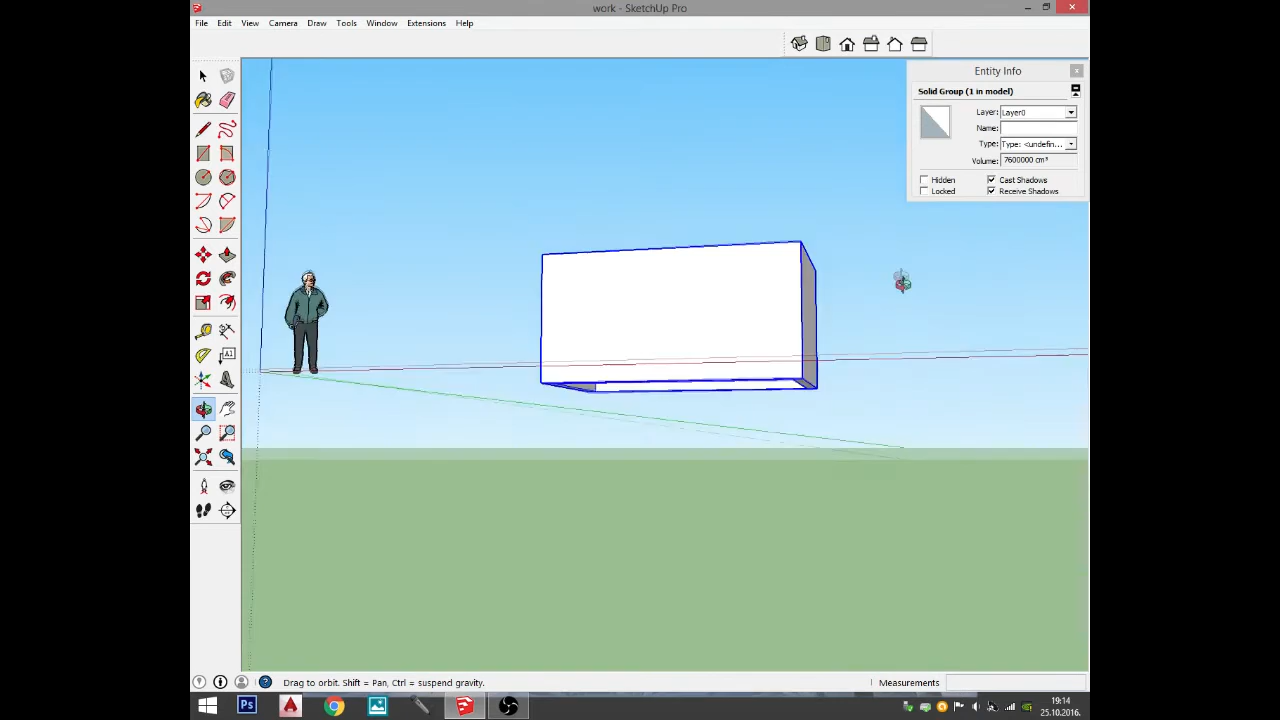 work - SketchUp Pro
File Edit View Camera Draw Tools Window Extensions Help
Entity Info
Solid Group (1 in model)
Layer: Layer0
Name:
Type: Type: <undefin...
Volume: 7600000 cm³
Hidden Cast Shadows
Locked Receive Shadows
A1
Drag to orbit. Shift = Pan, Ctrl = suspend gravity.
Measurements
Ps
19:14
25.10.2016.